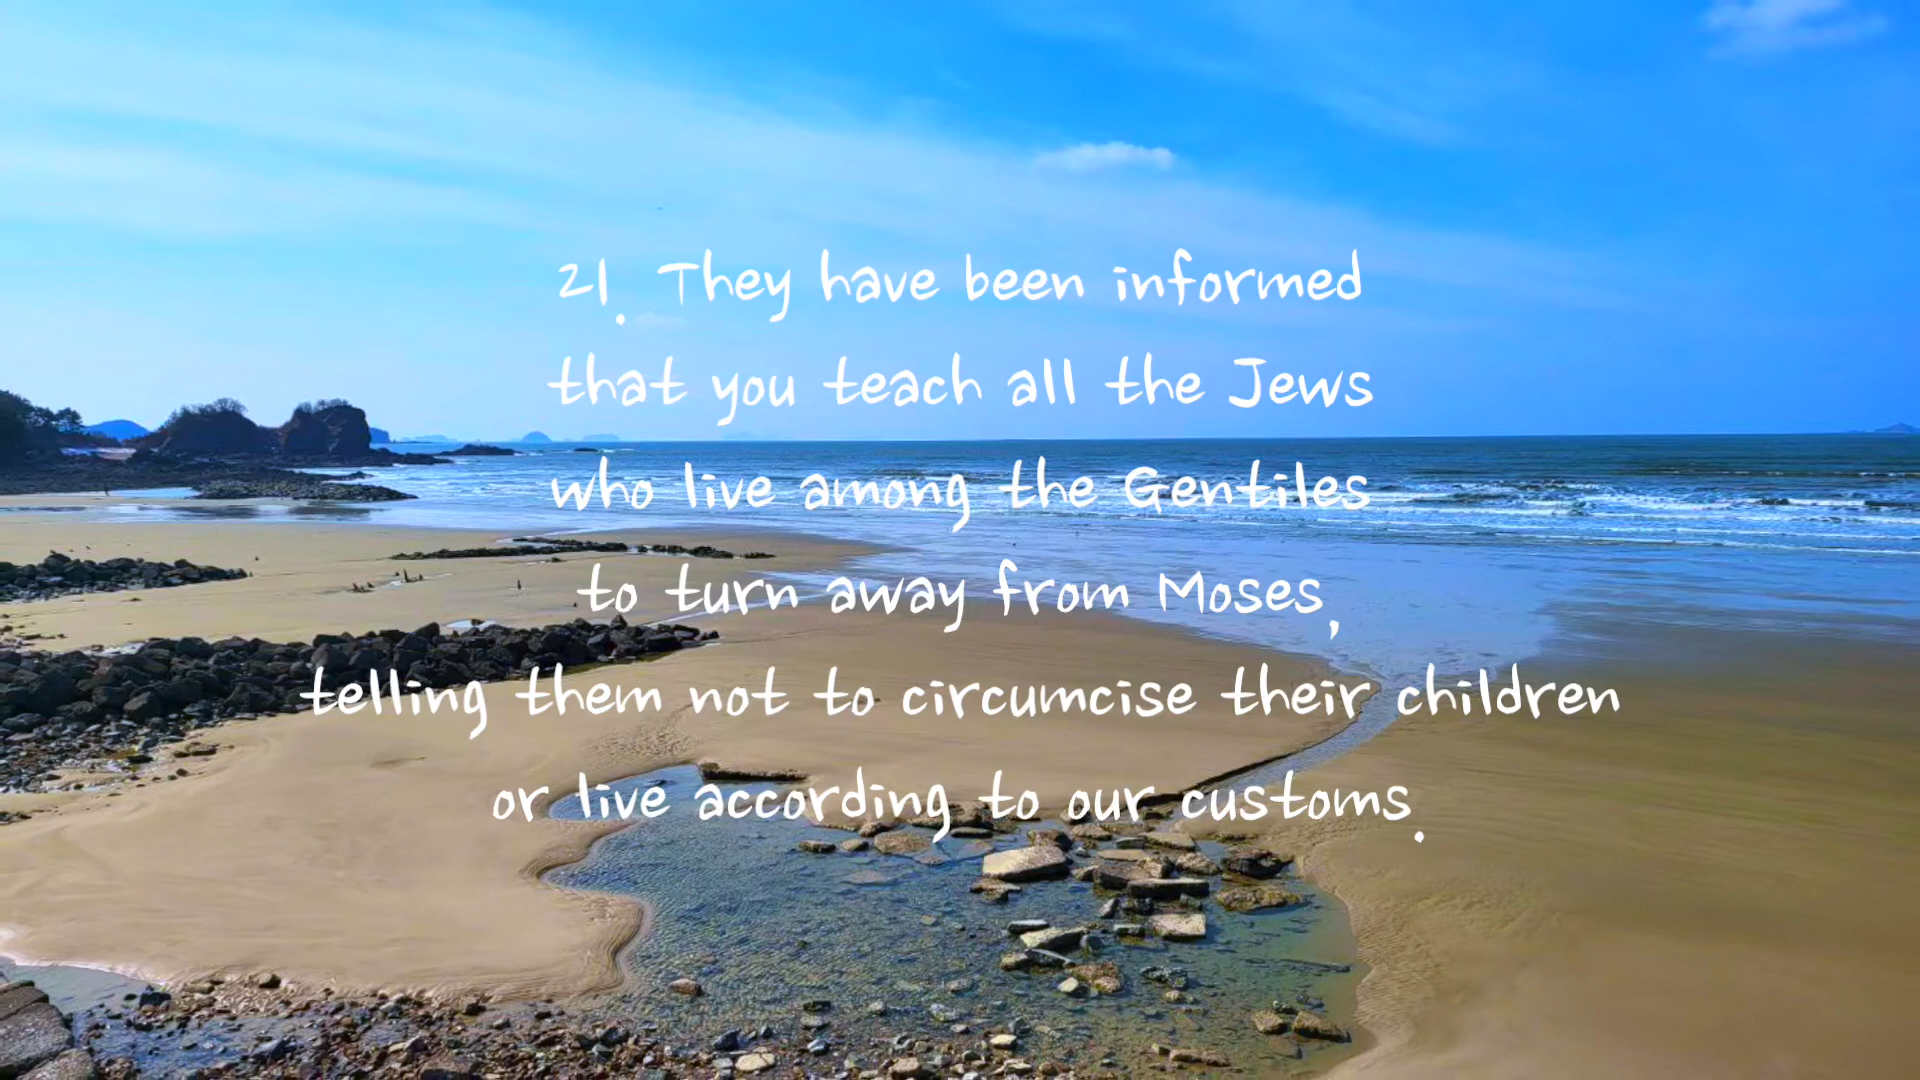 21. They have been informed
that you teach all the Jews
who live among the Gentiles
to turn away from Moses,
telling them not to circumcise their children
or live according to our customs.